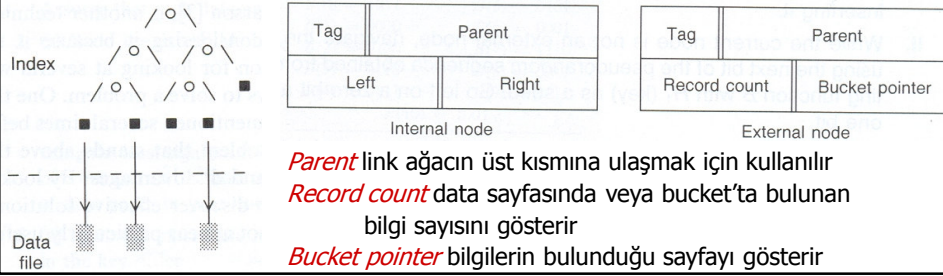 Index
Data
file
Tag
Parent
Left
Right
Internal node
Tag
Parent
Record count
Bucket pointer
External node
Parent link ağacın üst kısmına ulaşmak için kullanılır
Record count data sayfasında veya bucket'ta bulunan
bilgi sayısını gösterir
Bucket pointer bilgilerin bulunduğu sayfayı gösterir